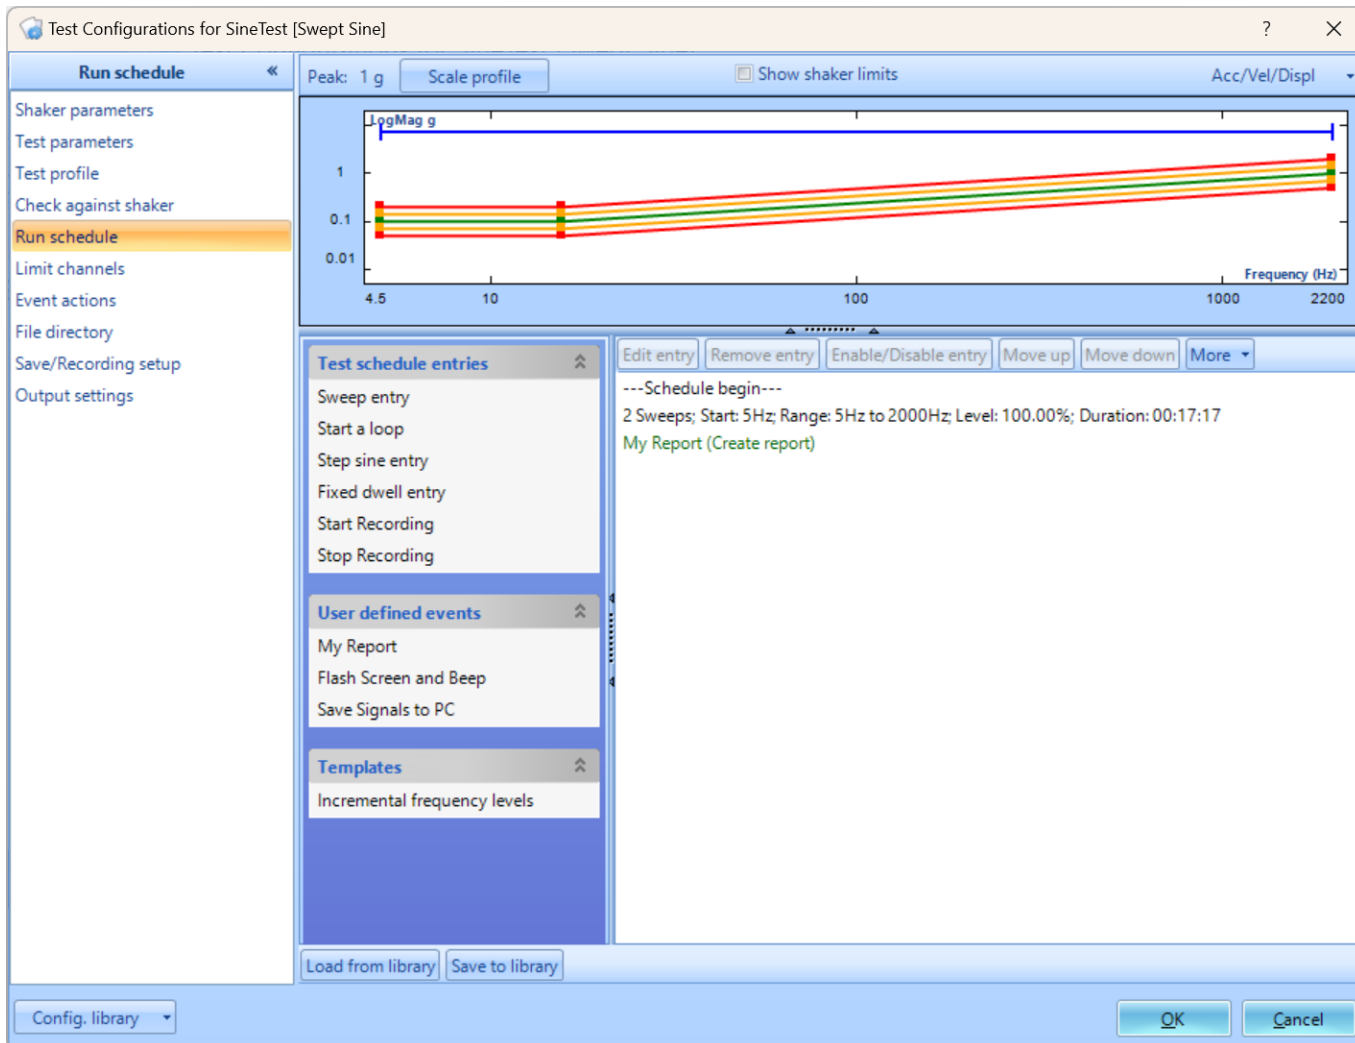 Test Configurations for SineTest [Swept Sine]
?
Run schedule
Shaker parameters
Test parameters
Test profile
Check against shaker
Run schedule
Limit channels
Event actions
File directory
Save/Recording setup
Output settings
Peak: 1 g
Scale profile
Show shaker limits
Acc/Vel/Displ
LogMag g
1
0.1
0.01
Frequency (Hz)
4.5 10 100 1000 2200
Test schedule entries
Sweep entry
Start a loop
Step sine entry
Fixed dwell entry
Start Recording
Stop Recording
User defined events
My Report
Flash Screen and Beep
Save Signals to PC
Templates
Incremental frequency levels
Edit entry Remove entry Enable/Disable entry Move up Move down More
---Schedule begin---
2 Sweeps; Start: 5Hz; Range: 5Hz to 2000Hz; Level: 100.00%; Duration: 00:17:17
My Report (Create report)
Load from library Save to library
Config. library
OK Cancel